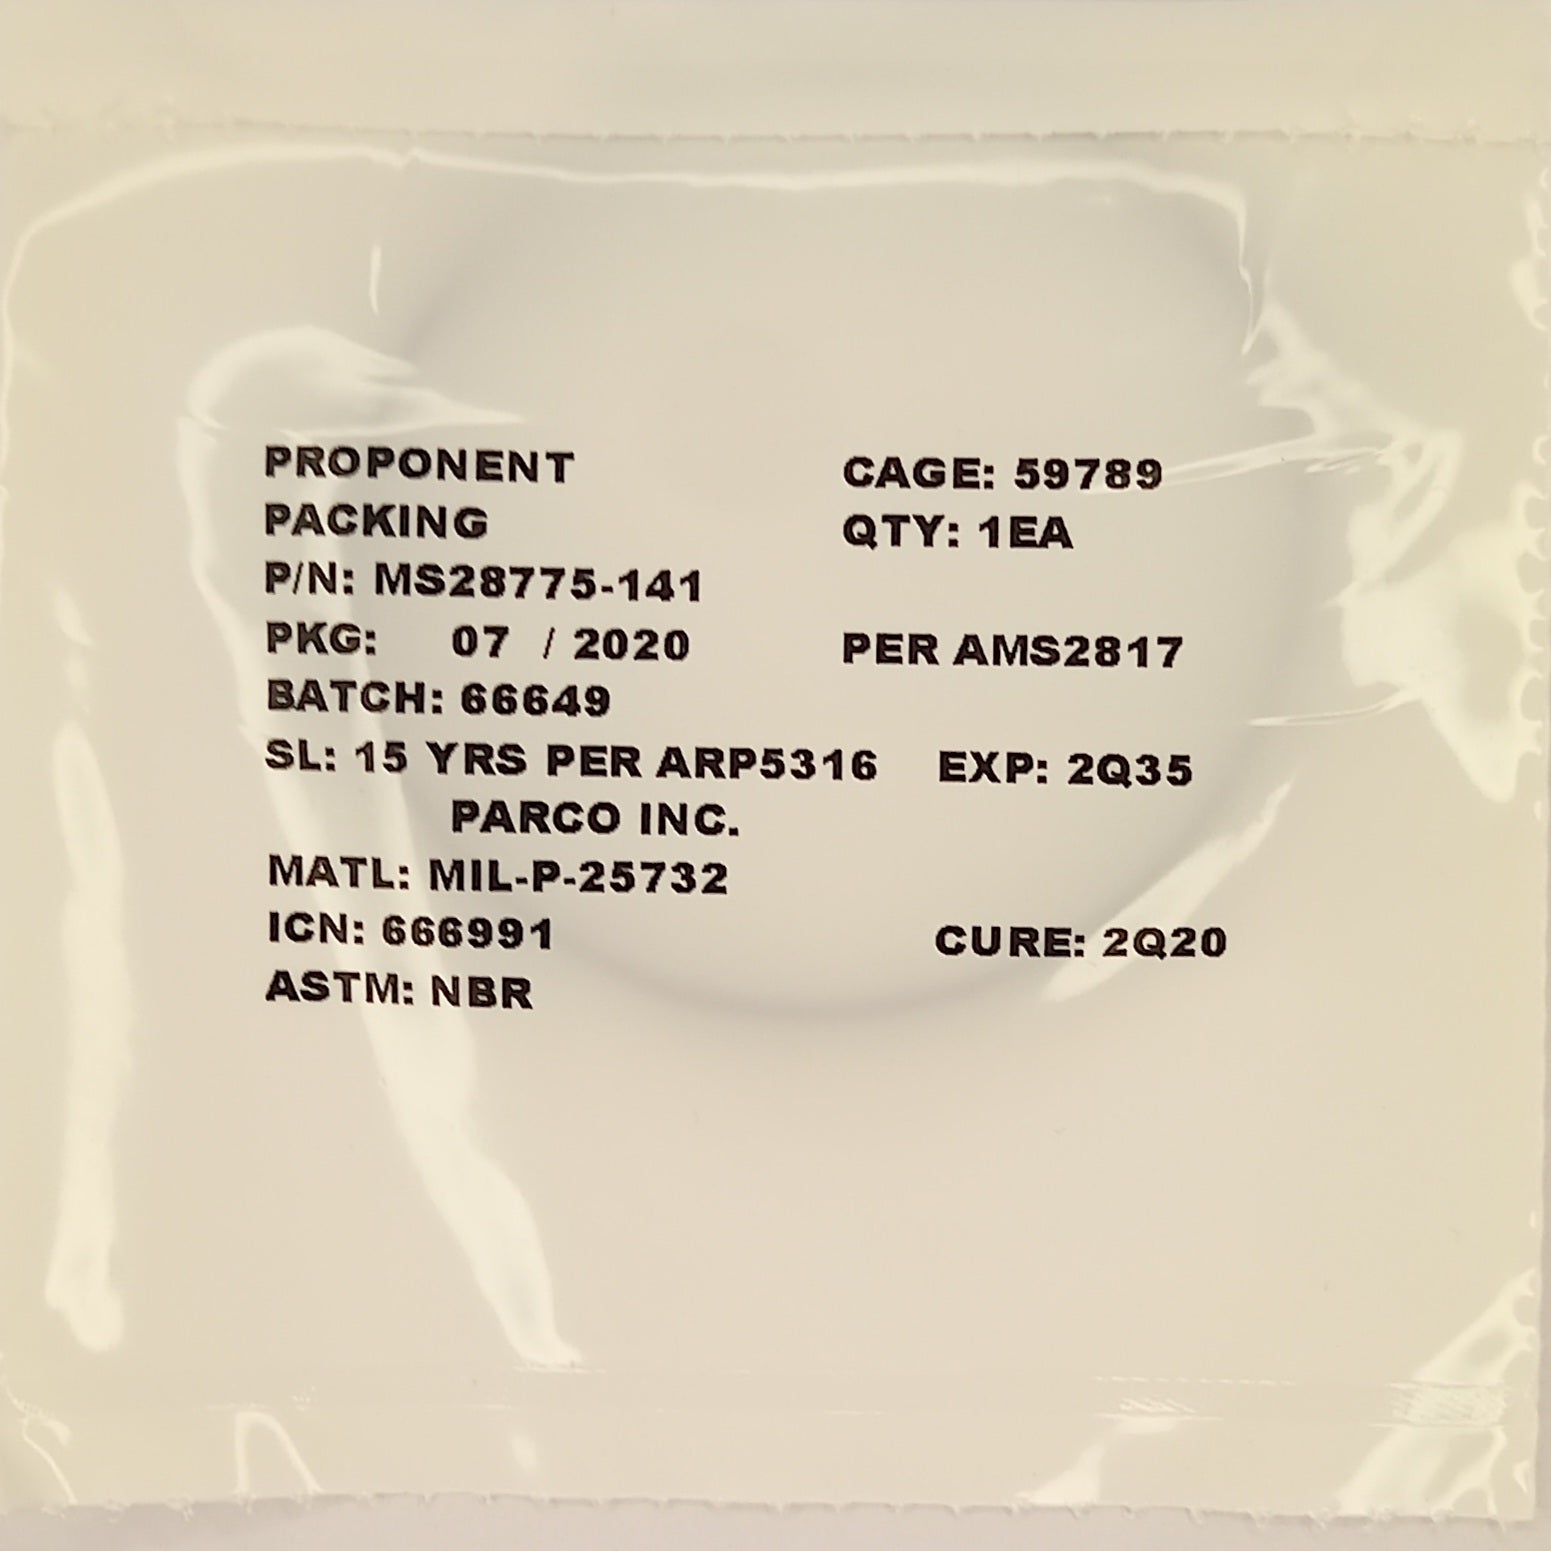 PROPONENT CAGE: 59789
PACKING QTY: 1EA
P/N: MS28775-141
PKG: 07 / 2020 PER AMS2817
BATCH: 66649
SL: 15 YRS PER ARP5316 EXP: 2Q35
PARCO INC.
MATL: MIL-P-25732
ICN: 666991 CURE: 2Q20
ASTM: NBR